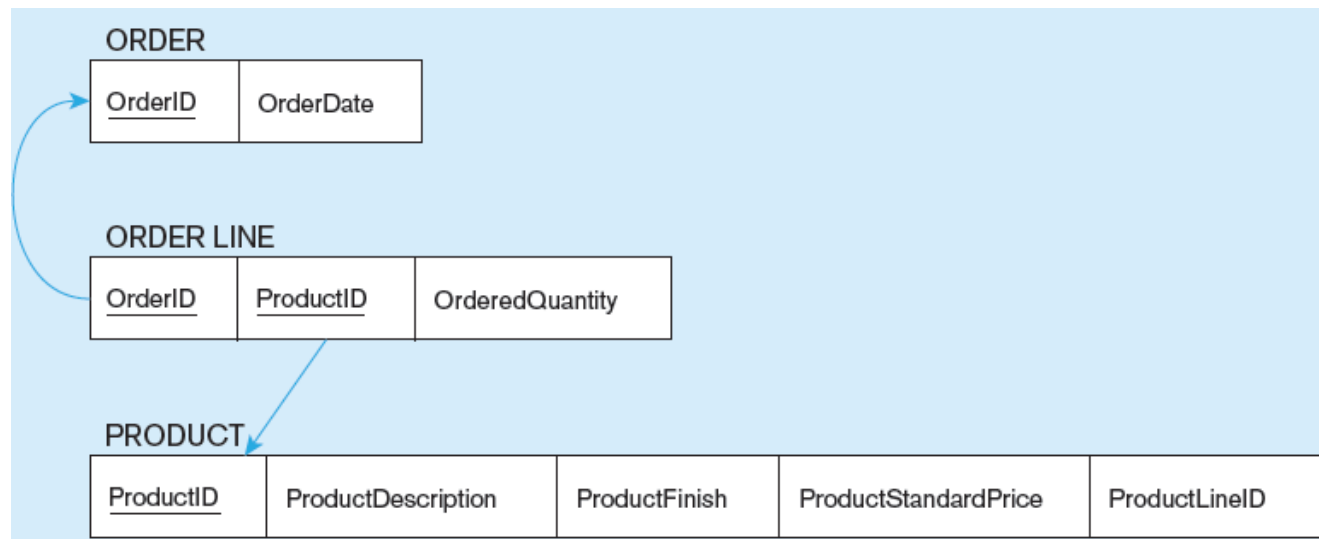 ORDER
OrderID OrderDate
ORDER LINE
OrderID ProductID OrderedQuantity
PRODUCT
ProductID ProductDescription ProductFinish ProductStandardPrice ProductLineID